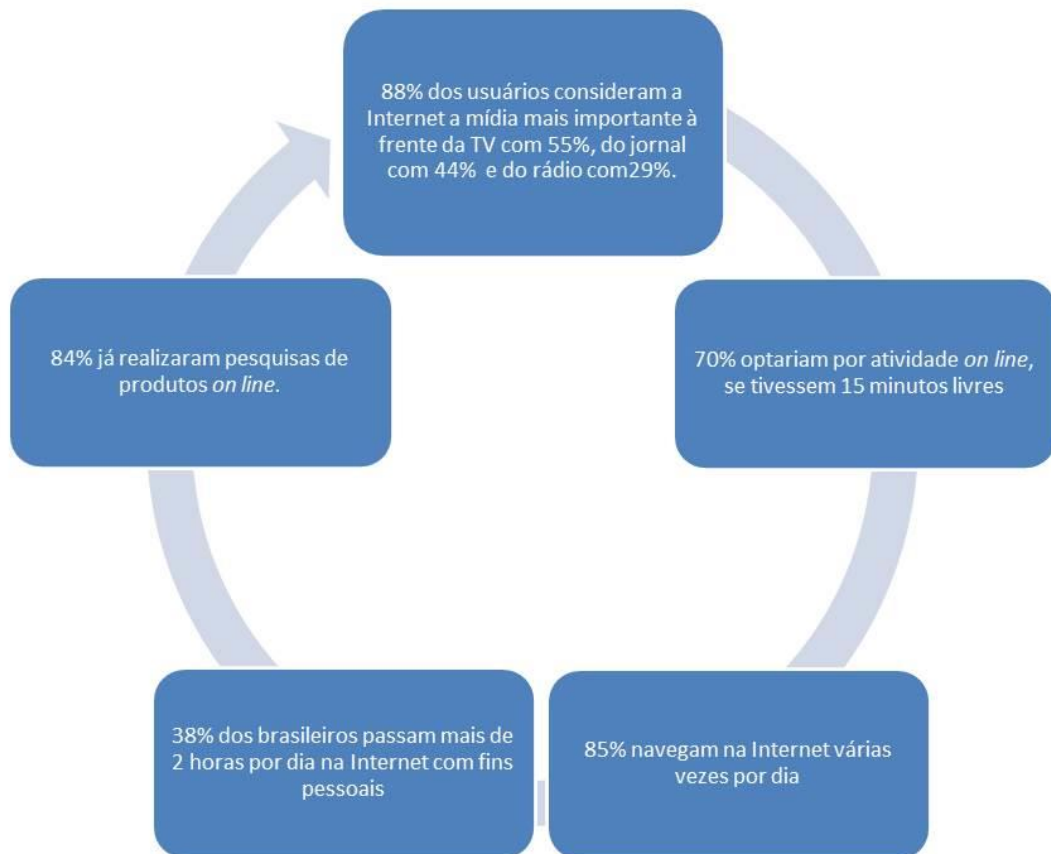 88% dos usuários consideram a
Internet a mídia mais importante à
frente da TV com 55%, do jornal
com 44% e do rádio com29%.
70% optariam por atividade on line,
se tivessem 15 minutos livres
85% navegam na Internet várias
vezes por dia
38% dos brasileiros passam mais de
2 horas por dia na Internet com fins
pessoais
84% já realizaram pesquisas de
produtos on line.